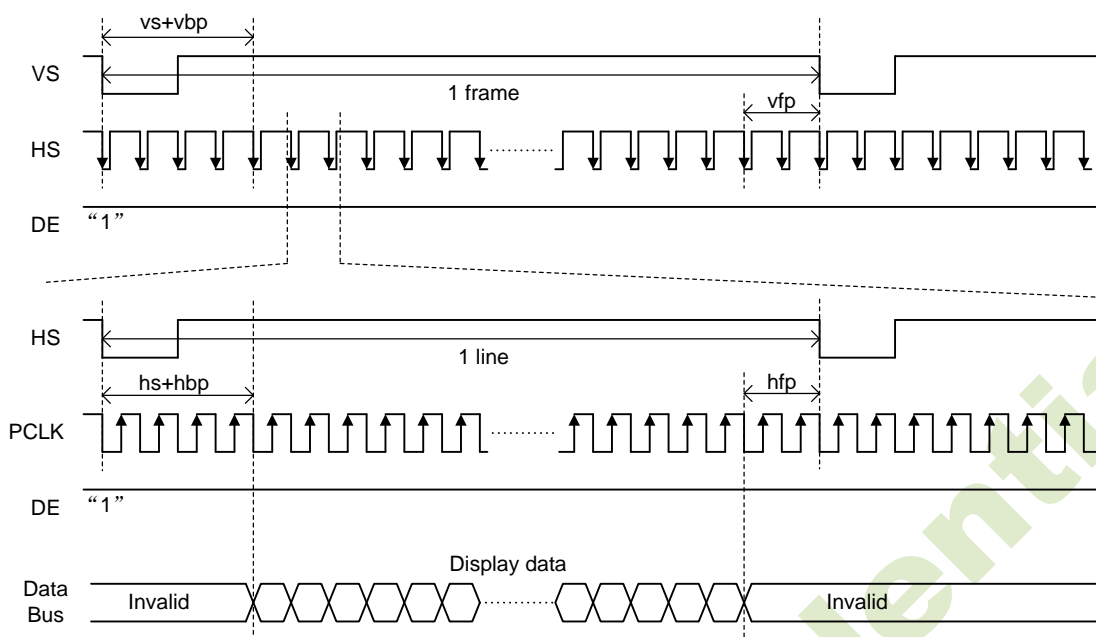 vs+vbp
VS
1 frame
vfp
HS
DE
“1”
HS
1 line
hs+hbp
hfp
PCLK
DE
“1”
Display data
Data
Bus
Invalid
Invalid